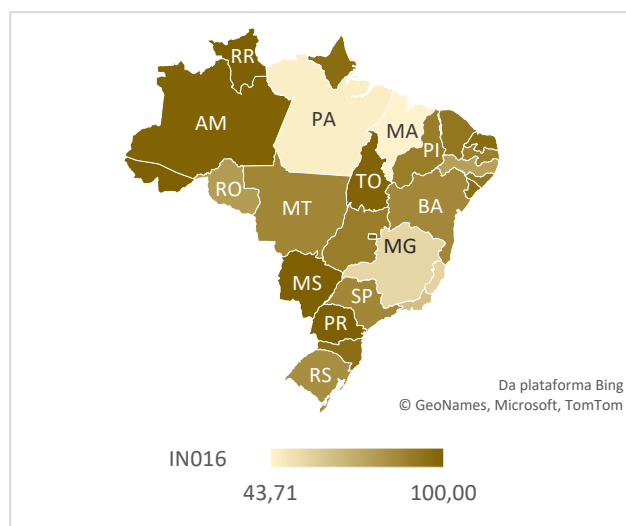 RR
AM
PA
MA
PI
RO
TO
MT
BA
MG
MS
SP
PR
RS
Da plataforma Bing
© GeoNames, Microsoft, TomTom
IN016
43,71 100,00